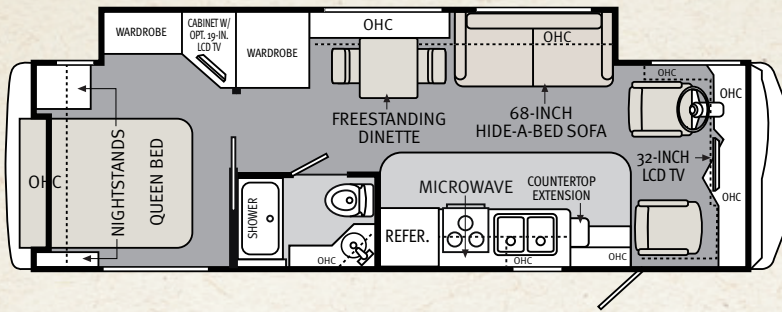 WARDROBE
CABINET W/
OPT. 19-IN.
LCD TV
WARDROBE
OHC
OHC
OHC
OHC
FREESTANDING
DINETTE
68-INCH
HIDE-A-BED SOFA
32-INCH
LCD TV
OHC
NIGHTSTANDS
QUEEN BED
SHOWER
OHC
REFER.
MICROWAVE
COUNTERTOP
EXTENSION
OHC
OHC
OHC